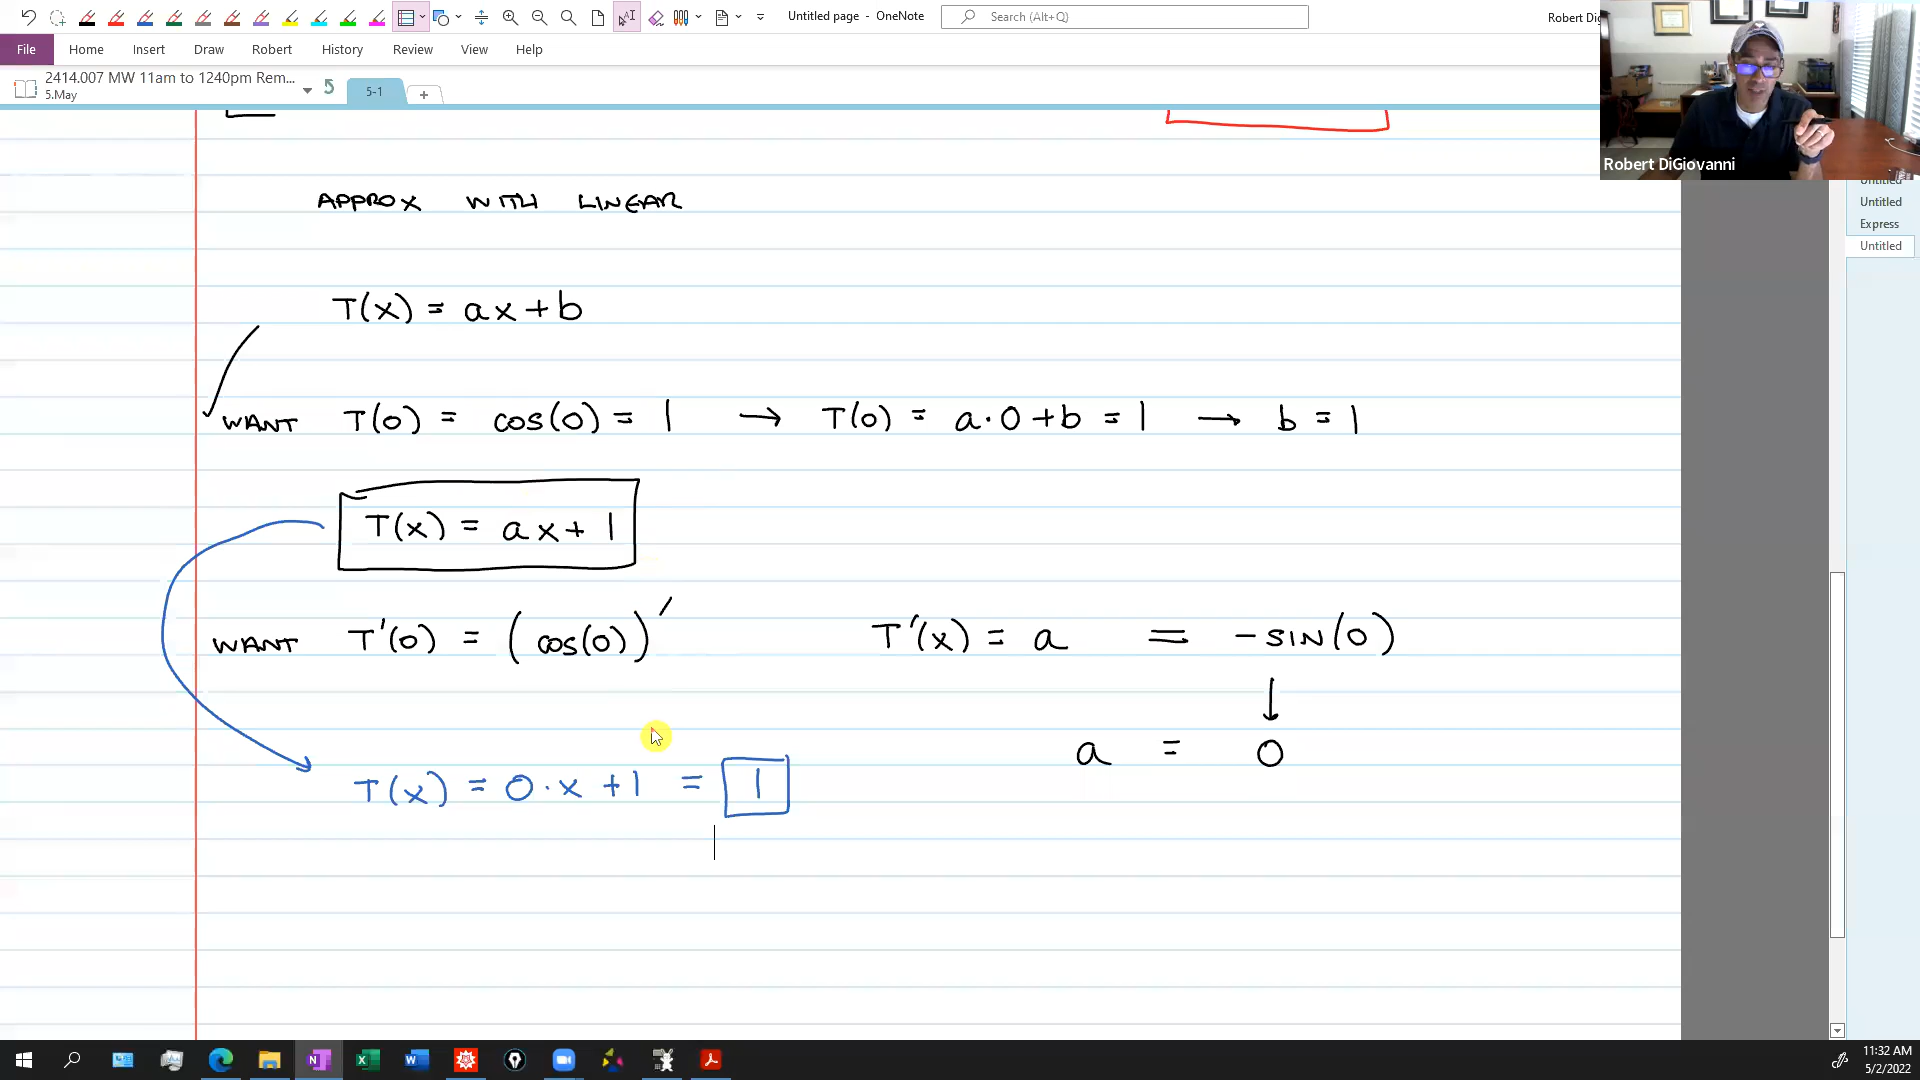 Untitled page - OneNote
Search (Alt+Q)
Robert
File Home Insert Draw Robert History Review View Help
2414.007 MW 11am to 1240pm Rem...
5.May
5-1
Robert DiGiovanni
Untitled
Untitled
Express
Untitled
APPROX WITH LINEAR
T(x) = ax+b
WANT T(0) = cos(0) = 1 → T(0) = a·0+b = 1 → b = 1
T(x) = ax+ 1
WANT T'(0) = (cos(0))' T'(x) = a = -SIN(0)
↓
a = 0
T(x) = 0·x +1 = 1
11:32 AM
5/2/2022